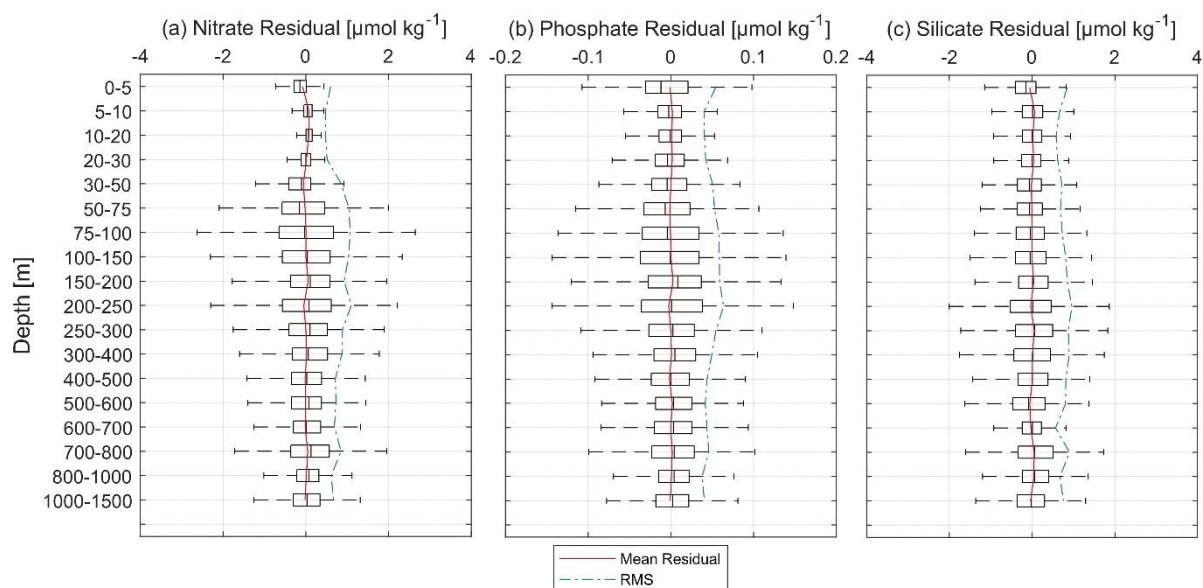 (a) Nitrate Residual [µmol kg⁻¹]
-4 -2 0 2 4
(b) Phosphate Residual [µmol kg⁻¹]
-0.2 -0.1 0 0.1 0.2
(c) Silicate Residual [µmol kg⁻¹]
-4 -2 0 2 4
Depth [m]
0-5
5-10
10-20
20-30
30-50
50-75
75-100
100-150
150-200
200-250
250-300
300-400
400-500
500-600
600-700
700-800
800-1000
1000-1500
Mean Residual
RMS